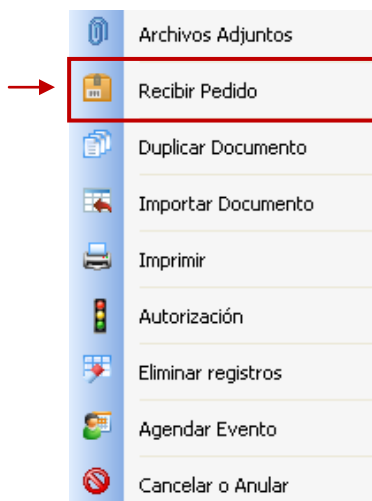 Archivos Adjuntos
Recibir Pedido
Duplicar Documento
Importar Documento
Imprimir
Autorización
Eliminar registros
Agendar Evento
Cancelar o Anular